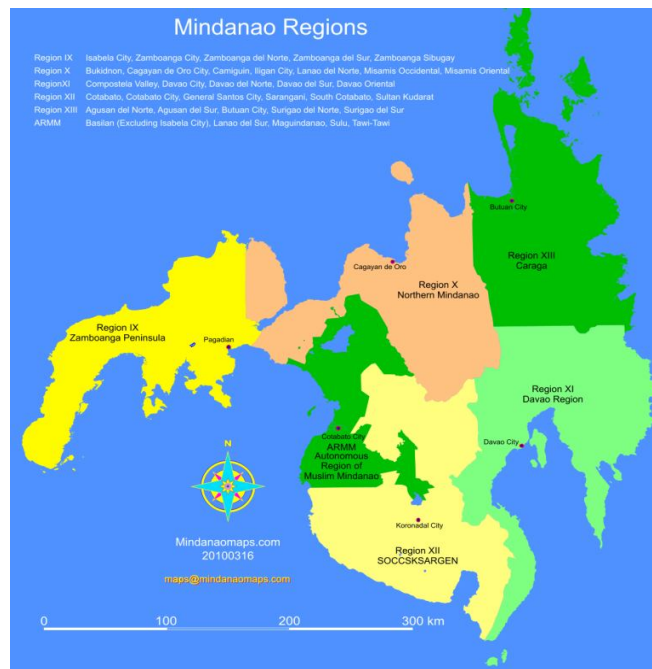 Mindanao Regions
Region IX Isabela City, Zamboanga City, Zamboanga del Norte, Zamboanga del Sur, Zamboanga Sibugay
Region X Bukidnon, Cagayan de Oro City, Camiguin, Iligan City, Lanao del Norte, Misamis Occidental, Misamis Oriental
RegionXI Compostela Valley, Davao City, Davao del Norte, Davao del Sur, Davao Oriental
Region XII Cotabato, Cotabato City, General Santos City, Sarangani, South Cotabato, Sultan Kudarat
Region XIII Agusan del Norte, Agusan del Sur, Butuan City, Surigao del Norte, Surigao del Sur
ARMM Basilan (Excluding Isabela City), Lanao del Sur, Maguindanao, Sulu, Tawi-Tawi
Butuan City
Region XIII
Caraga
Cagayan de Oro
Region X
Northern Mindanao
Region IX
Zamboanga Peninsula
Pagadian
Region XI
Davao Region
Cotabato City
Davao City
ARMM
Autonomous
Region of
Muslim Mindanao
N
Koronadal City
Mindanaomaps.com
20100316
Region XII
SOCCSKSARGEN
maps@mindanaomaps.com
0 100 200 300 km